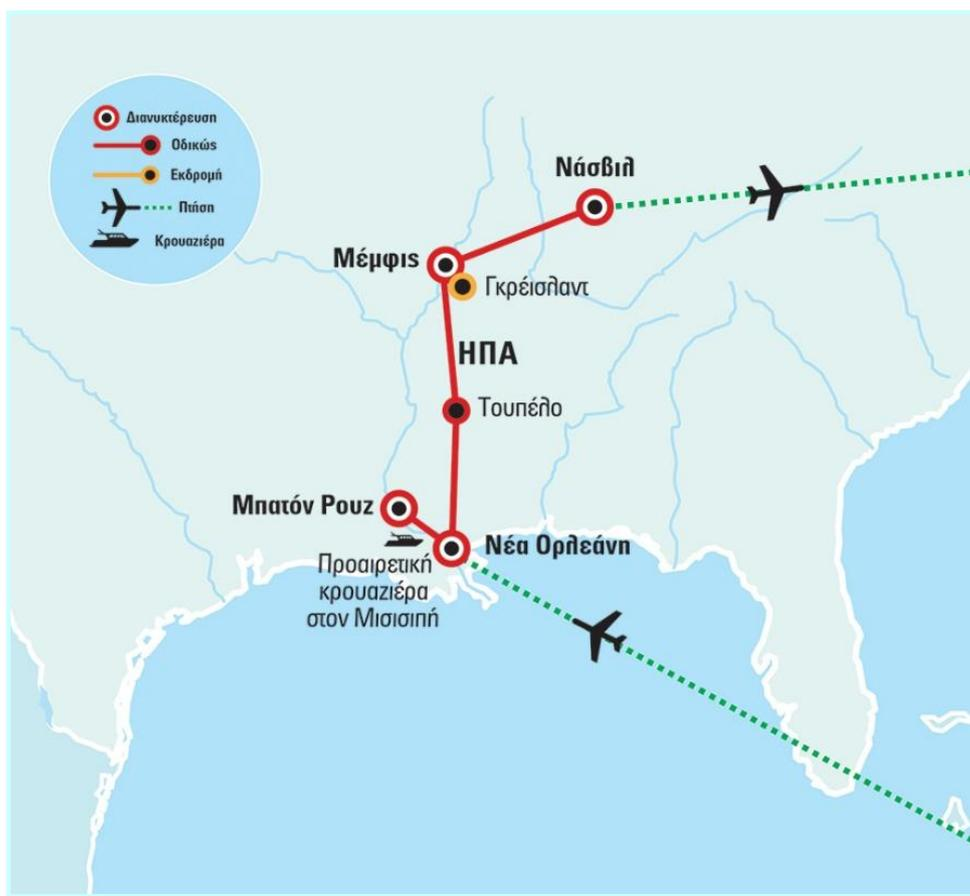 Διανυκτέρευση
Οδικώς
Εκδρομή
Πτήση
Κρουαζιέρα
Νάσβιλ
Μέμφις
Γκρέισλαντ
ΗΠΑ
Τουπέλο
Μπατόν Ρουζ
Νέα Ορλεάνη
Προαιρετική
κρουαζιέρα
στον Μισισιπή